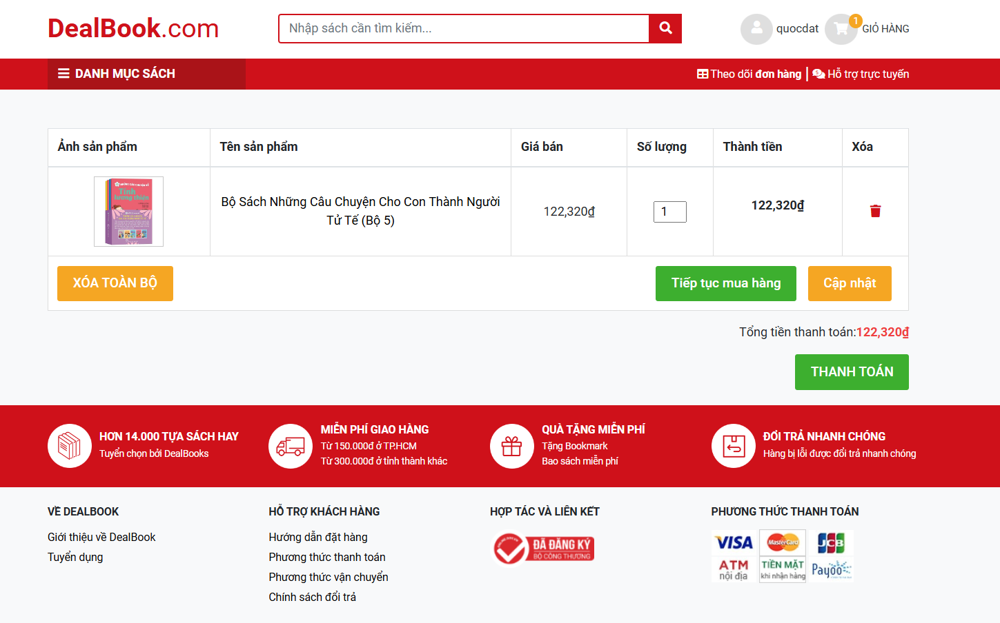 DealBook.com
Nhập sách cần tìm kiếm...
quocdat
1
GIỎ HÀNG
DANH MỤC SÁCH
Theo dõi đơn hàng | Hỗ trợ trực tuyến
Ảnh sản phẩm
Tên sản phẩm
Giá bán
Số lượng
Thành tiền
Xóa
NHỮNG CÂU CHUYỆN VỀ
Tính
lương thiện
Bộ Sách Những Câu Chuyện Cho Con Thành Người
Tử Tế (Bộ 5)
122,320₫
1
122,320₫
XÓA TOÀN BỘ
Tiếp tục mua hàng
Cập nhật
Tổng tiền thanh toán:122,320₫
THANH TOÁN
HƠN 14.000 TỰA SÁCH HAY
Tuyển chọn bởi DealBooks
MIỄN PHÍ GIAO HÀNG
Từ 150.000đ ở TP.HCM
Từ 300.000đ ở tỉnh thành khác
QUÀ TẶNG MIỄN PHÍ
Tặng Bookmark
Bao sách miễn phí
ĐỔI TRẢ NHANH CHÓNG
Hàng bị lỗi được đổi trả nhanh chóng
VỀ DEALBOOK
Giới thiệu về DealBook
Tuyển dụng
HỖ TRỢ KHÁCH HÀNG
Hướng dẫn đặt hàng
Phương thức thanh toán
Phương thức vận chuyển
Chính sách đổi trả
HỢP TÁC VÀ LIÊN KẾT
ĐÃ ĐĂNG KÝ
BỘ CÔNG THƯƠNG
PHƯƠNG THỨC THANH TOÁN
VISA
MasterCard
JCB
ATM
nội địa
TIỀN MẶT
khi nhận hàng
Payoo